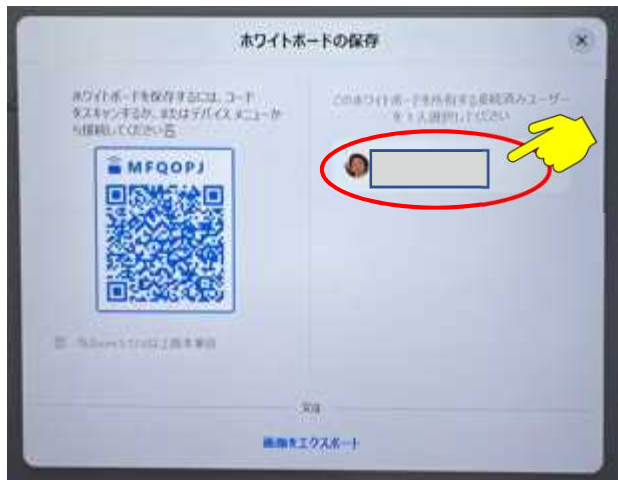 ホワイトボードの保存
ホワイトボードを保存するには、コード
をスキャンするか、またはデバイス メニューか
ら接続してください
MFQOPJ
このホワイトボードを所有する接続済みユーザー
を 1 人選択してください
または
画像をエクスポート